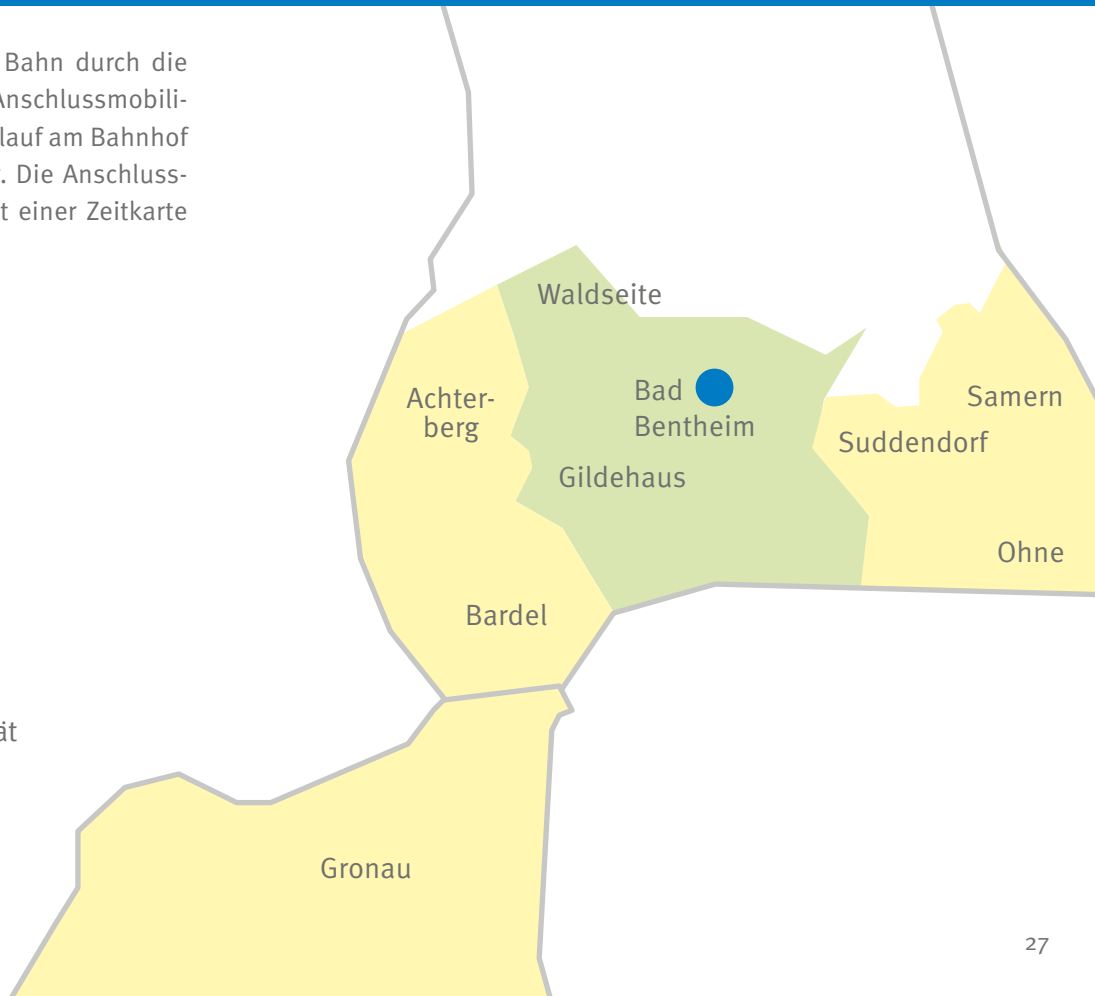 Bahn durch die
Anschlussmobili-
lauf am Bahnhof
. Die Anschluss-
t einer Zeitkarte
Waldseite
Achter-
berg
Bad
Bentheim
Samern
Suddendorf
Gildehaus
Ohne
Bardel
ät
Gronau
27